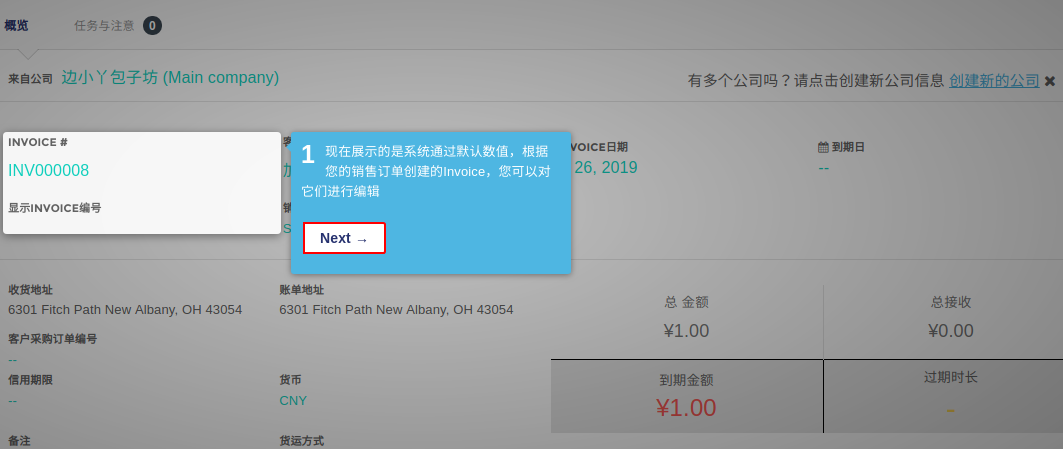 概览
任务与注意 0
来自公司 边小丫包子坊 (Main company)
有多个公司吗？请点击创建新公司信息 创建新的公司
INVOICE #
INV000008
显示INVOICE编号
1 现在展示的是系统通过默认数值，根据
您的销售订单创建的Invoice，您可以对
它们进行编辑
Next →
VOICE日期
26, 2019
到期日
--
收货地址
6301 Fitch Path New Albany, OH 43054
账单地址
6301 Fitch Path New Albany, OH 43054
客户采购订单编号
--
信用期限
--
货币
CNY
备注
货运方式
总 金额
¥1.00
总接收
¥0.00
到期金额
¥1.00
过期时长
-